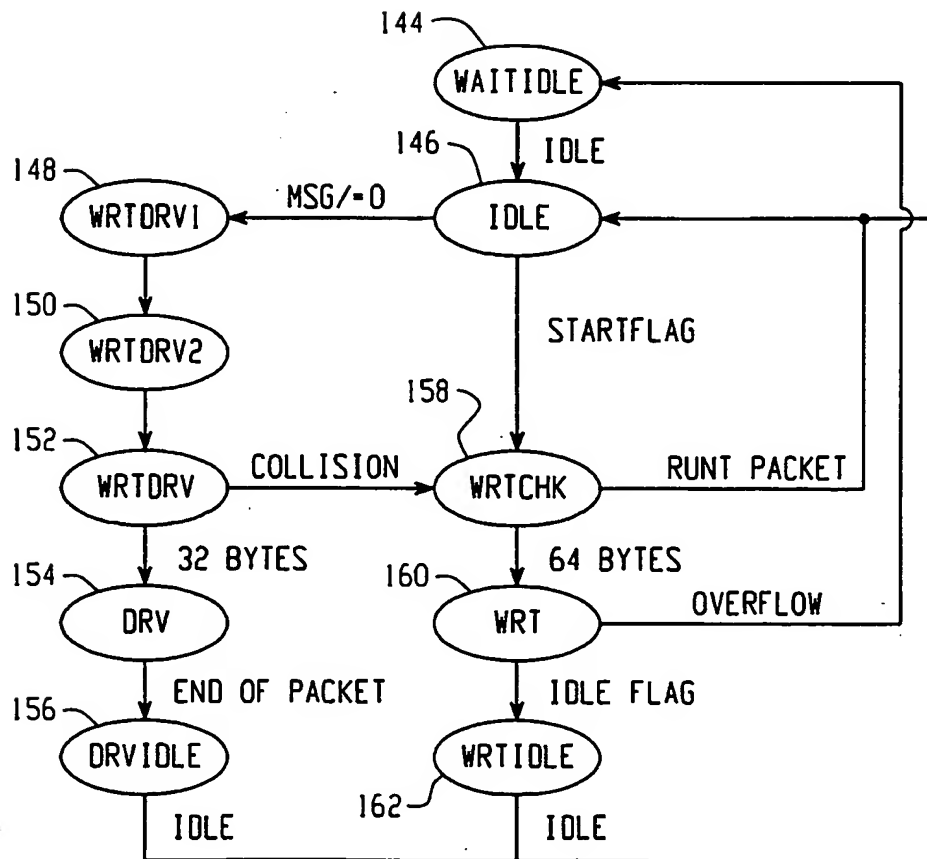 144
WAITIDLE
IDLE
146
148
MSG/=0
WRTDRV1
IDLE
150
STARTFLAG
WRTDRV2
158
152
COLLISION
WRTDRV
WRTCHK
RUNT PACKET
32 BYTES
64 BYTES
154
160
OVERFLOW
DRV
WRT
END OF PACKET
IDLE FLAG
156
DRVIDLE
WRTIDLE
162
IDLE
IDLE